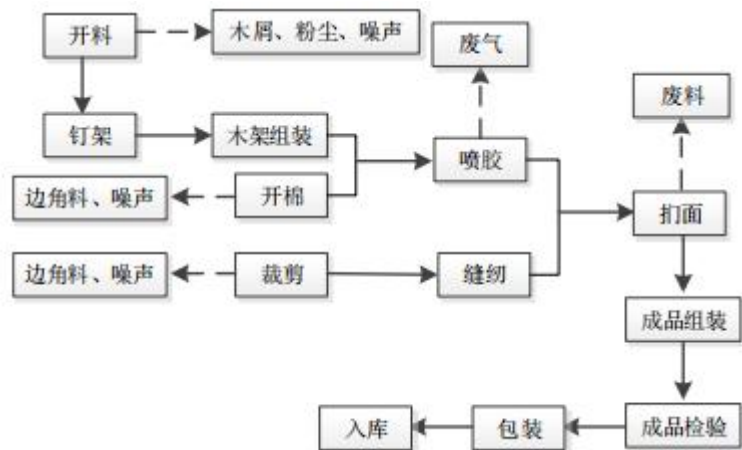 开料
木屑、粉尘、噪声
废气
废料
钉架
木架组装
喷胶
边角料、噪声
开棉
扪面
边角料、噪声
裁剪
缝纫
成品组装
入库
包装
成品检验